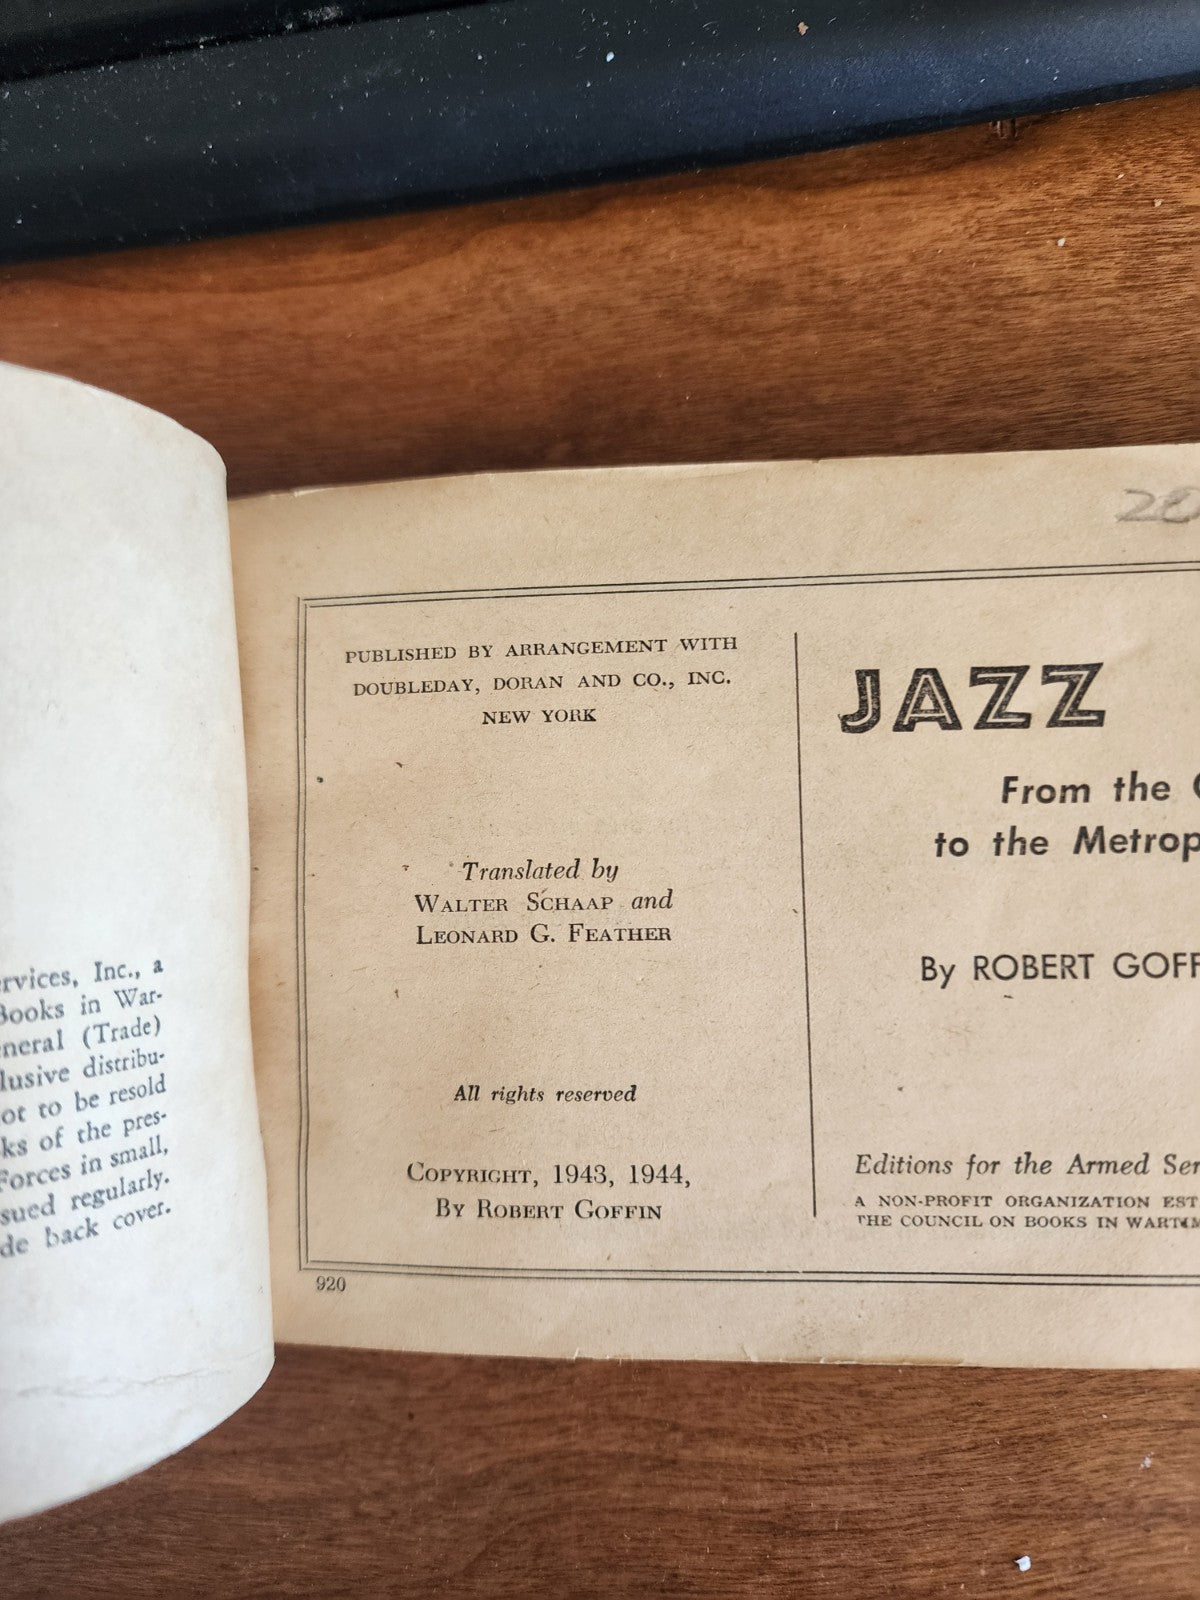 rvices, Inc., a
Books in War-
neral (Trade)
lusive distribu-
ot to be resold
ks of the pres-
Forces in small,
sued regularly.
de back cover.
PUBLISHED BY ARRANGEMENT WITH
DOUBLEDAY, DORAN AND CO., INC.
NEW YORK
Translated by
WALTER SCHAAP and
LEONARD G. FEATHER
All rights reserved
COPYRIGHT, 1943, 1944,
BY ROBERT GOFFIN
920
JAZZ
From the
to the Metrop
By ROBERT GOFF
Editions for the Armed Ser
A NON-PROFIT ORGANIZATION EST
THE COUNCIL ON BOOKS IN WARTIM